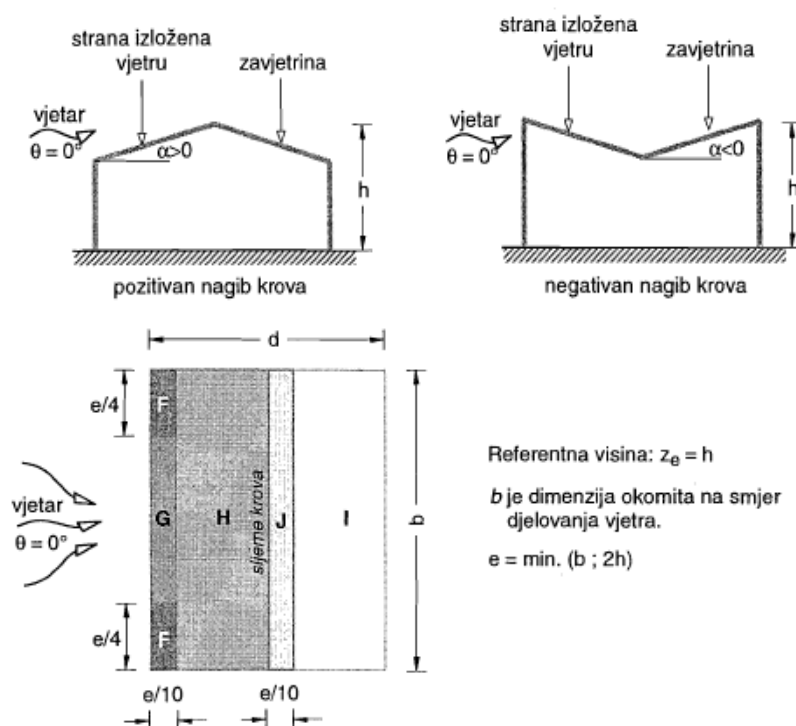 strana izložena
vjetru
zavjetrina
vjetar
θ = 0°
α>0
h
pozitivan nagib krova
vjetar
θ = 0°
strana izložena
vjetru
zavjetrina
α<0
h
negativan nagib krova
d
e/4
F
vjetar
θ = 0°
G
H
sljeme krova
J
I
b
e/4
F
e/10
e/10
Referentna visina: zₑ = h
b je dimenzija okomita na smjer
djelovanja vjetra.
e = min. (b ; 2h)